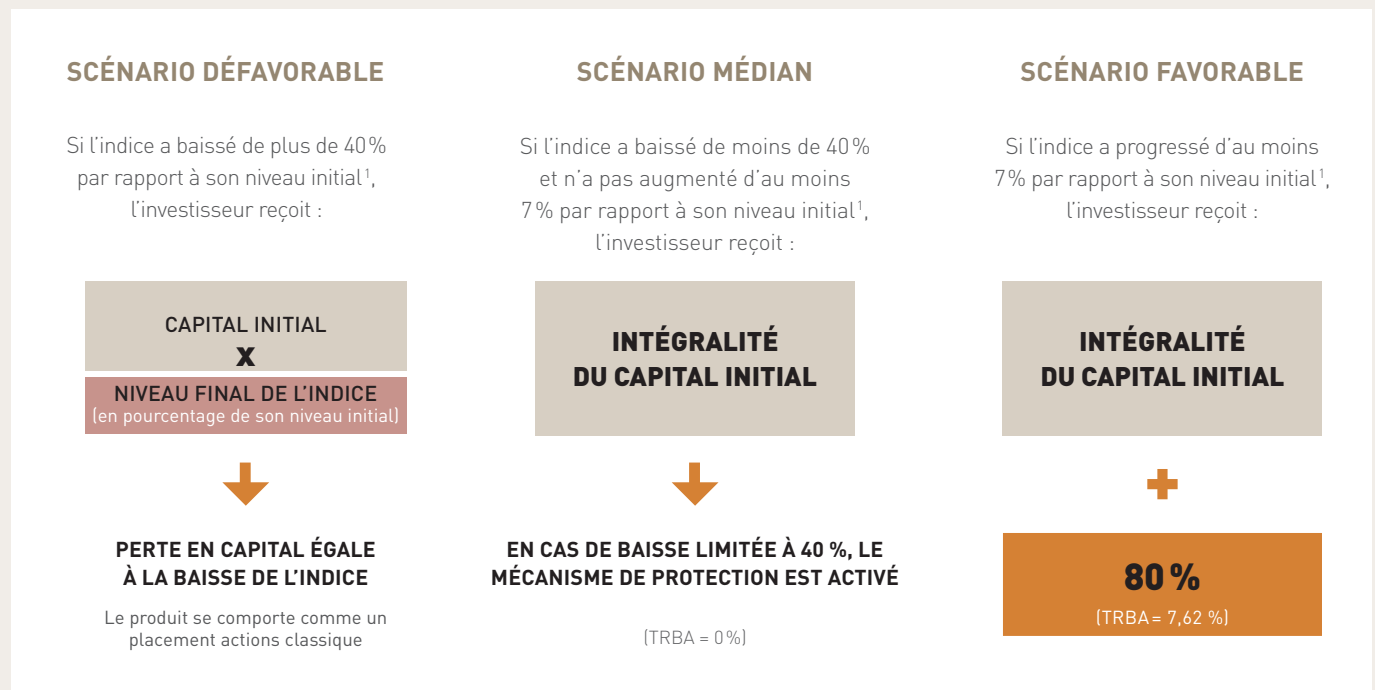 SCÉNARIO DÉFAVORABLE
Si l’indice a baissé de plus de 40 %
par rapport à son niveau initial¹,
l’investisseur reçoit :
CAPITAL INITIAL
X
NIVEAU FINAL DE L’INDICE
(en pourcentage de son niveau initial)
PERTE EN CAPITAL ÉGALE
À LA BAISSE DE L’INDICE
Le produit se comporte comme un
placement actions classique
SCÉNARIO MÉDIAN
Si l’indice a baissé de moins de 40 %
et n’a pas augmenté d’au moins
7 % par rapport à son niveau initial¹,
l’investisseur reçoit :
INTÉGRALITÉ
DU CAPITAL INITIAL
EN CAS DE BAISSE LIMITÉE À 40 %, LE
MÉCANISME DE PROTECTION EST ACTIVÉ
(TRBA = 0 %)
SCÉNARIO FAVORABLE
Si l’indice a progressé d’au moins
7 % par rapport à son niveau initial¹,
l’investisseur reçoit :
INTÉGRALITÉ
DU CAPITAL INITIAL
80 %
(TRBA = 7,62 %)